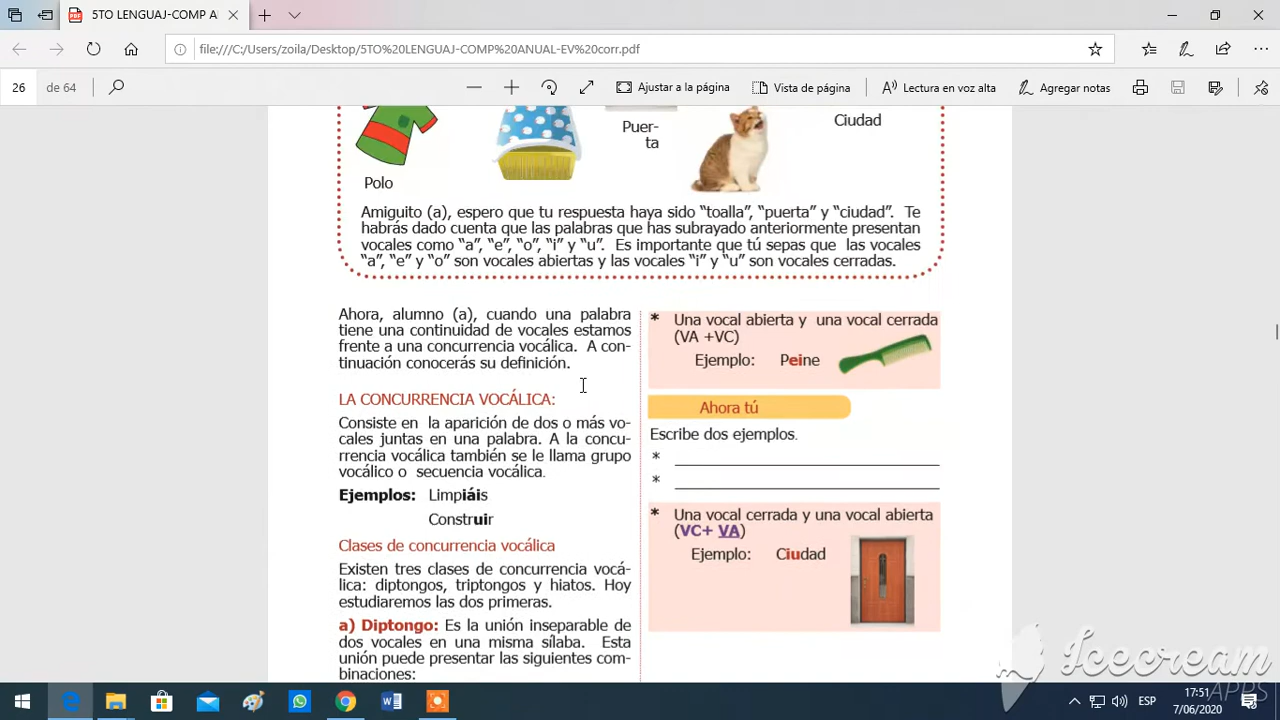 5TO LENGUAJ-COMP A
file:///C:/Users/zoila/Desktop/5TO%20LENGUAJ-COMP%20ANUAL-EV%20corr.pdf
26 de 64
Ajustar a la página
Vista de página
Lectura en voz alta
Agregar notas
Puer-
ta
Ciudad
Polo
Amiguito (a), espero que tu respuesta haya sido “toalla”, “puerta” y “ciudad”. Te
habrás dado cuenta que las palabras que has subrayado anteriormente presentan
vocales como “a”, “e”, “o”, “i” y “u”. Es importante que tú sepas que las vocales
“a”, “e” y “o” son vocales abiertas y las vocales “i” y “u” son vocales cerradas.
Ahora, alumno (a), cuando una palabra
tiene una continuidad de vocales estamos
frente a una concurrencia vocálica. A con-
tinuación conocerás su definición.
LA CONCURRENCIA VOCÁLICA:
Consiste en la aparición de dos o más vo-
cales juntas en una palabra. A la concu-
rrencia vocálica también se le llama grupo
vocálico o secuencia vocálica.
Ejemplos: Limpiáis
Construir
Clases de concurrencia vocálica
Existen tres clases de concurrencia vocá-
lica: diptongos, triptongos y hiatos. Hoy
estudiaremos las dos primeras.
a) Diptongo: Es la unión inseparable de
dos vocales en una misma sílaba. Esta
unión puede presentar las siguientes com-
binaciones:
* Una vocal abierta y una vocal cerrada
(VA +VC)
Ejemplo: Peine
Ahora tú
Escribe dos ejemplos.
*
*
* Una vocal cerrada y una vocal abierta
(VC+ VA)
Ejemplo: Ciudad
Icecream
APPS
ESP
17:51
7/06/2020